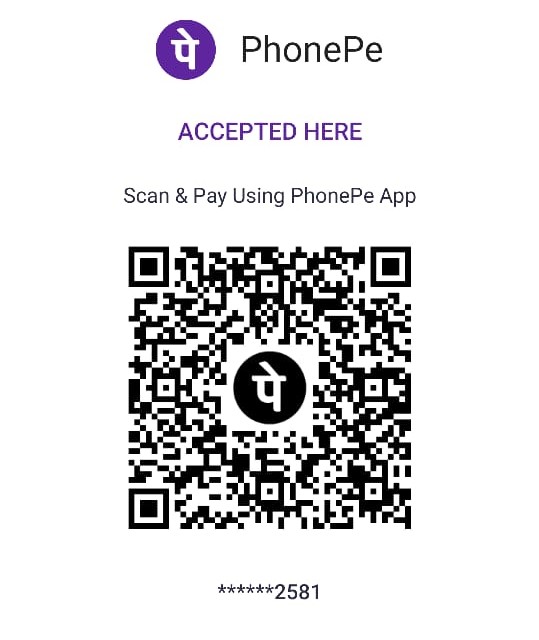 पे PhonePe
ACCEPTED HERE
Scan & Pay Using PhonePe App
पे
******2581